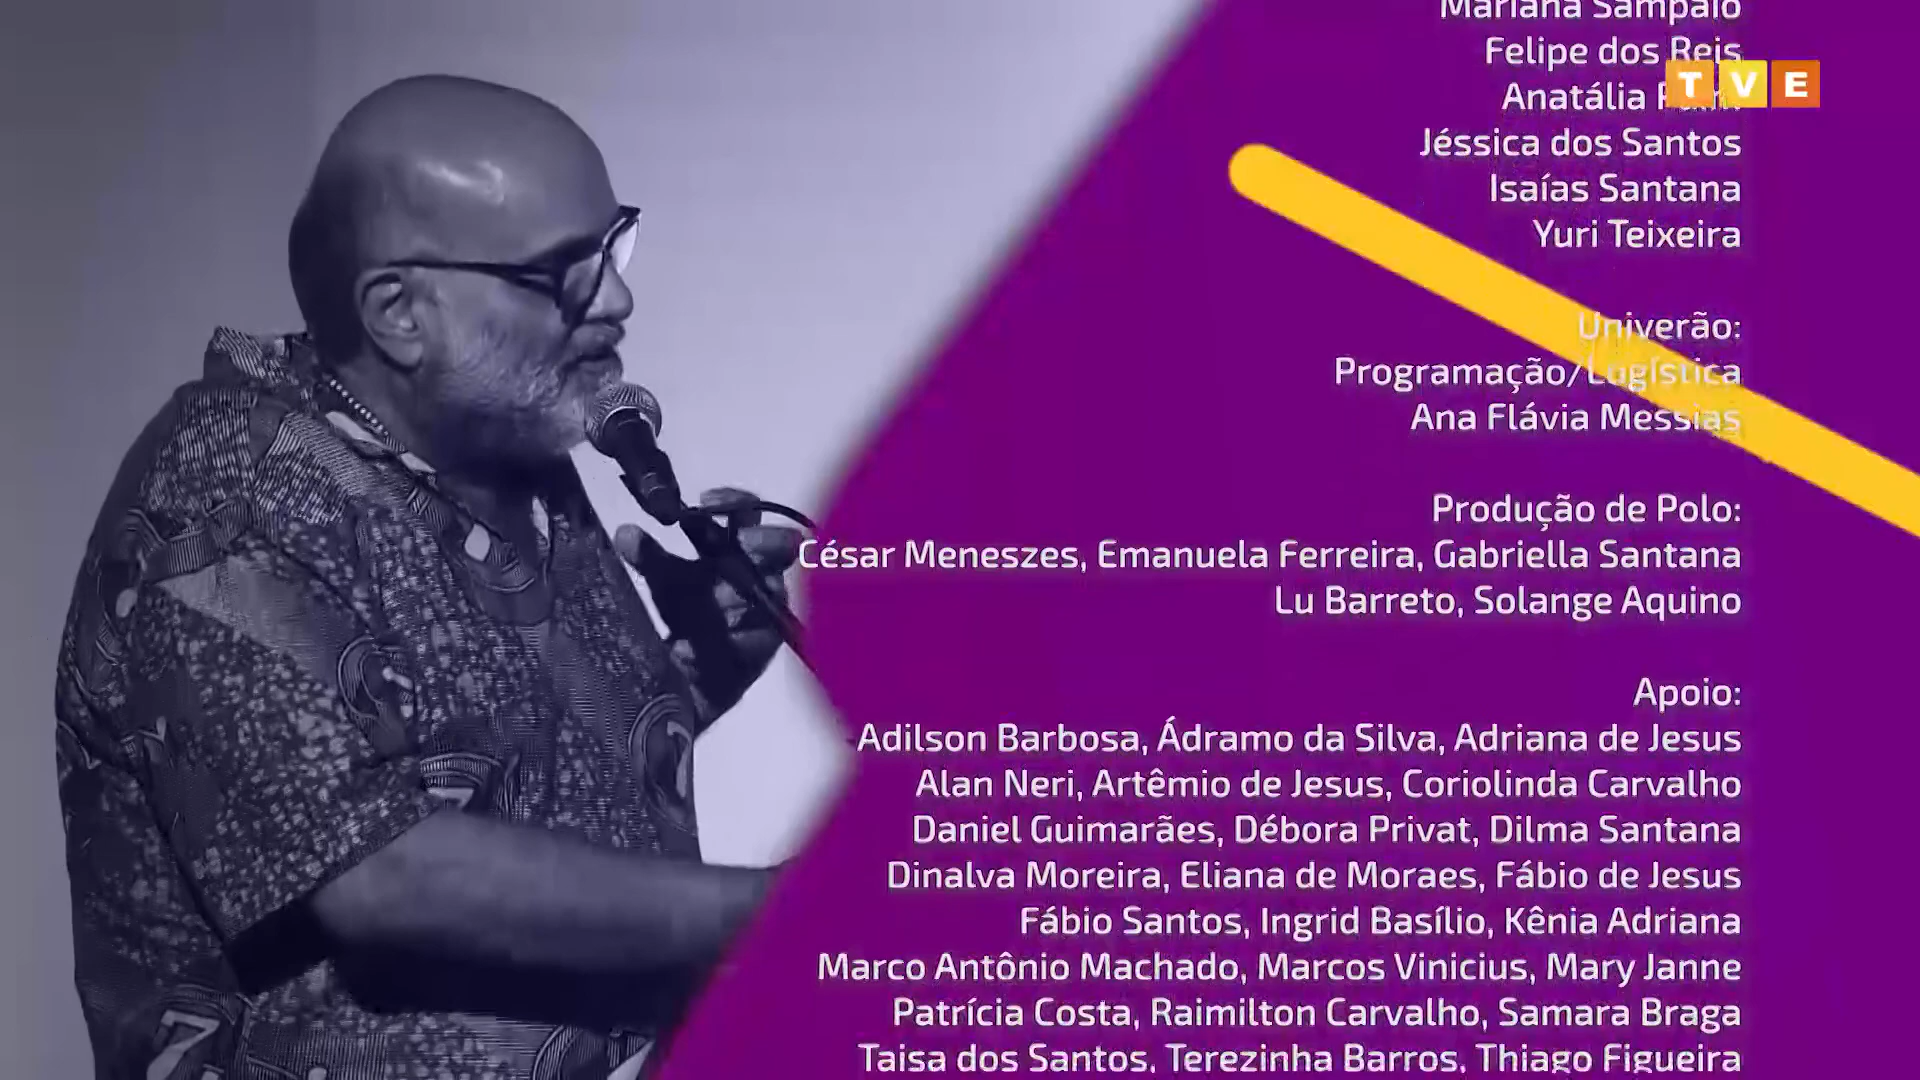 Mariana Sampaio
Felipe dos Reis
TVE
Anatália
Jéssica dos Santos
Isaías Santana
Yuri Teixeira
Univerão:
Programação/Logística
Ana Flávia Messias
Produção de Polo:
César Meneszes, Emanuela Ferreira, Gabriella Santana
Lu Barreto, Solange Aquino
Apoio:
Adilson Barbosa, Ádramo da Silva, Adriana de Jesus
Alan Neri, Artêmio de Jesus, Coriolinda Carvalho
Daniel Guimarães, Débora Privat, Dilma Santana
Dinalva Moreira, Eliana de Moraes, Fábio de Jesus
Fábio Santos, Ingrid Basílio, Kênia Adriana
Marco Antônio Machado, Marcos Vinicius, Mary Janne
Patrícia Costa, Raimilton Carvalho, Samara Braga
Taisa dos Santos, Terezinha Barros, Thiago Figueira